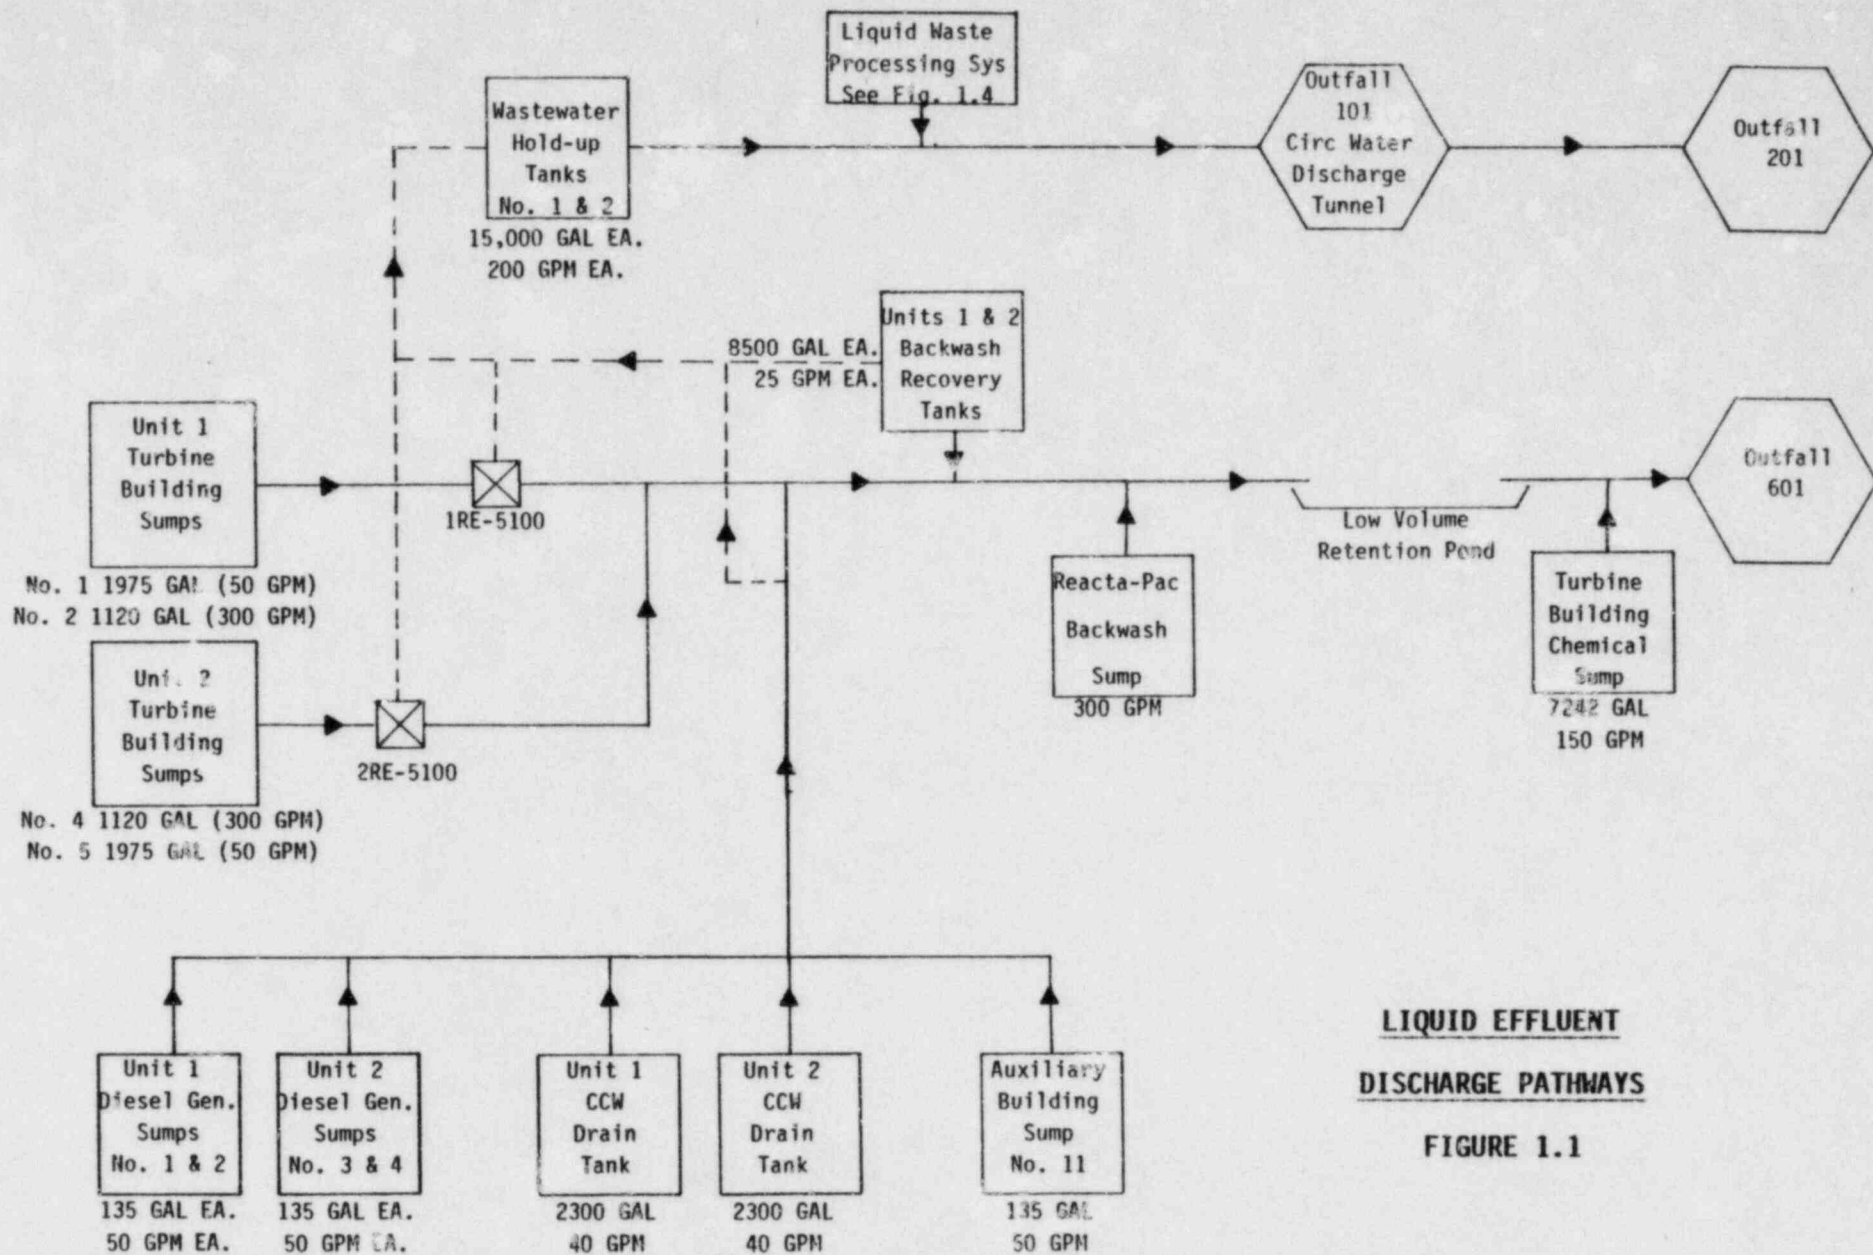 Liquid Waste
Processing Sys
See Fig. 1.4
Wastewater
Hold-up
Tanks
No. 1 & 2
15,000 GAL EA.
200 GPM EA.
Outfall
101
Circ Water
Discharge
Tunnel
Outfall
201
8500 GAL EA.
25 GPM EA.
Units 1 & 2
Backwash
Recovery
Tanks
Unit 1
Turbine
Building
Sumps
No. 1 1975 GAL (50 GPM)
No. 2 1120 GAL (300 GPM)
1RE-5100
Unit 2
Turbine
Building
Sumps
No. 4 1120 GAL (300 GPM)
No. 5 1975 GAL (50 GPM)
2RE-5100
Reacta-Pac
Backwash
Sump
300 GPM
Low Volume
Retention Pond
Turbine
Building
Chemical
Sump
7242 GAL
150 GPM
Outfall
601
Unit 1
Diesel Gen.
Sumps
No. 1 & 2
135 GAL EA.
50 GPM EA.
Unit 2
Diesel Gen.
Sumps
No. 3 & 4
135 GAL EA.
50 GPM EA.
Unit 1
CCW
Drain
Tank
2300 GAL
40 GPM
Unit 2
CCW
Drain
Tank
2300 GAL
40 GPM
Auxiliary
Building
Sump
No. 11
135 GAL
50 GPM
LIQUID EFFLUENT
DISCHARGE PATHWAYS
FIGURE 1.1